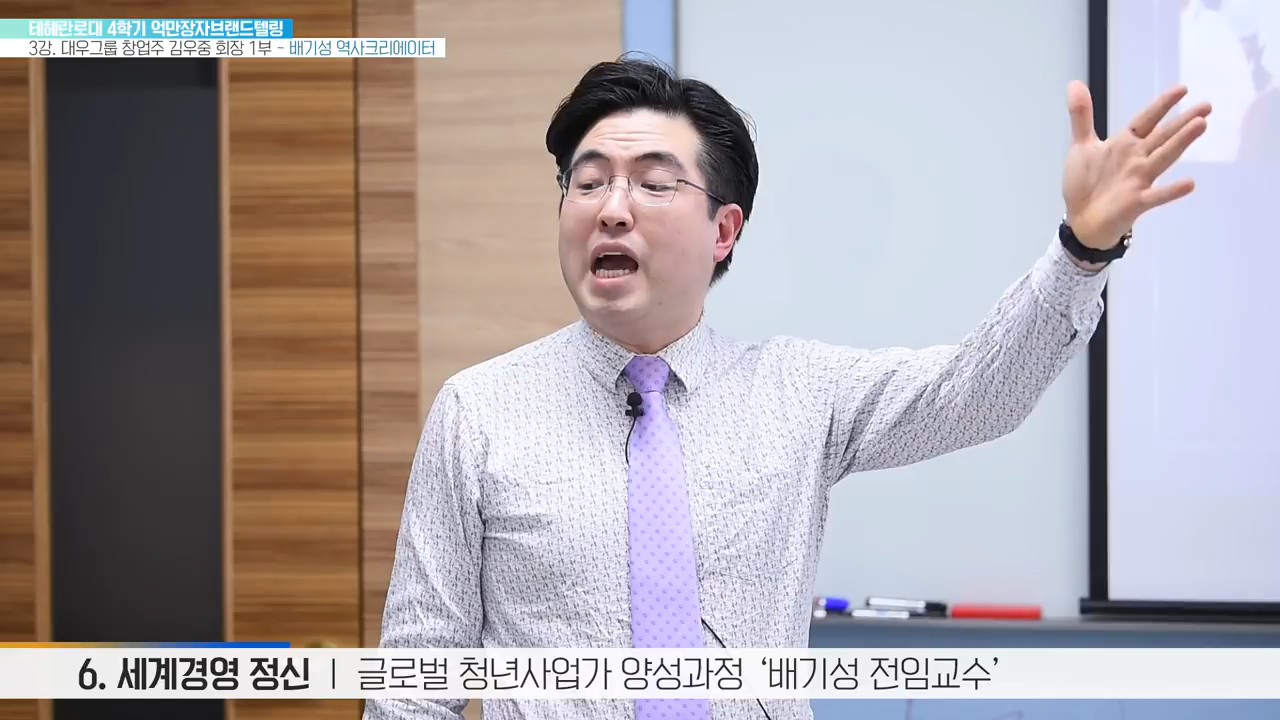 테헤란로대 4학기 억만장자브랜드텔링
3강. 대우그룹 창업주 김우중 회장 1부 - 배기성 역사크리에이터
6. 세계경영 정신 | 글로벌 청년사업가 양성과정 ‘배기성 전임교수’